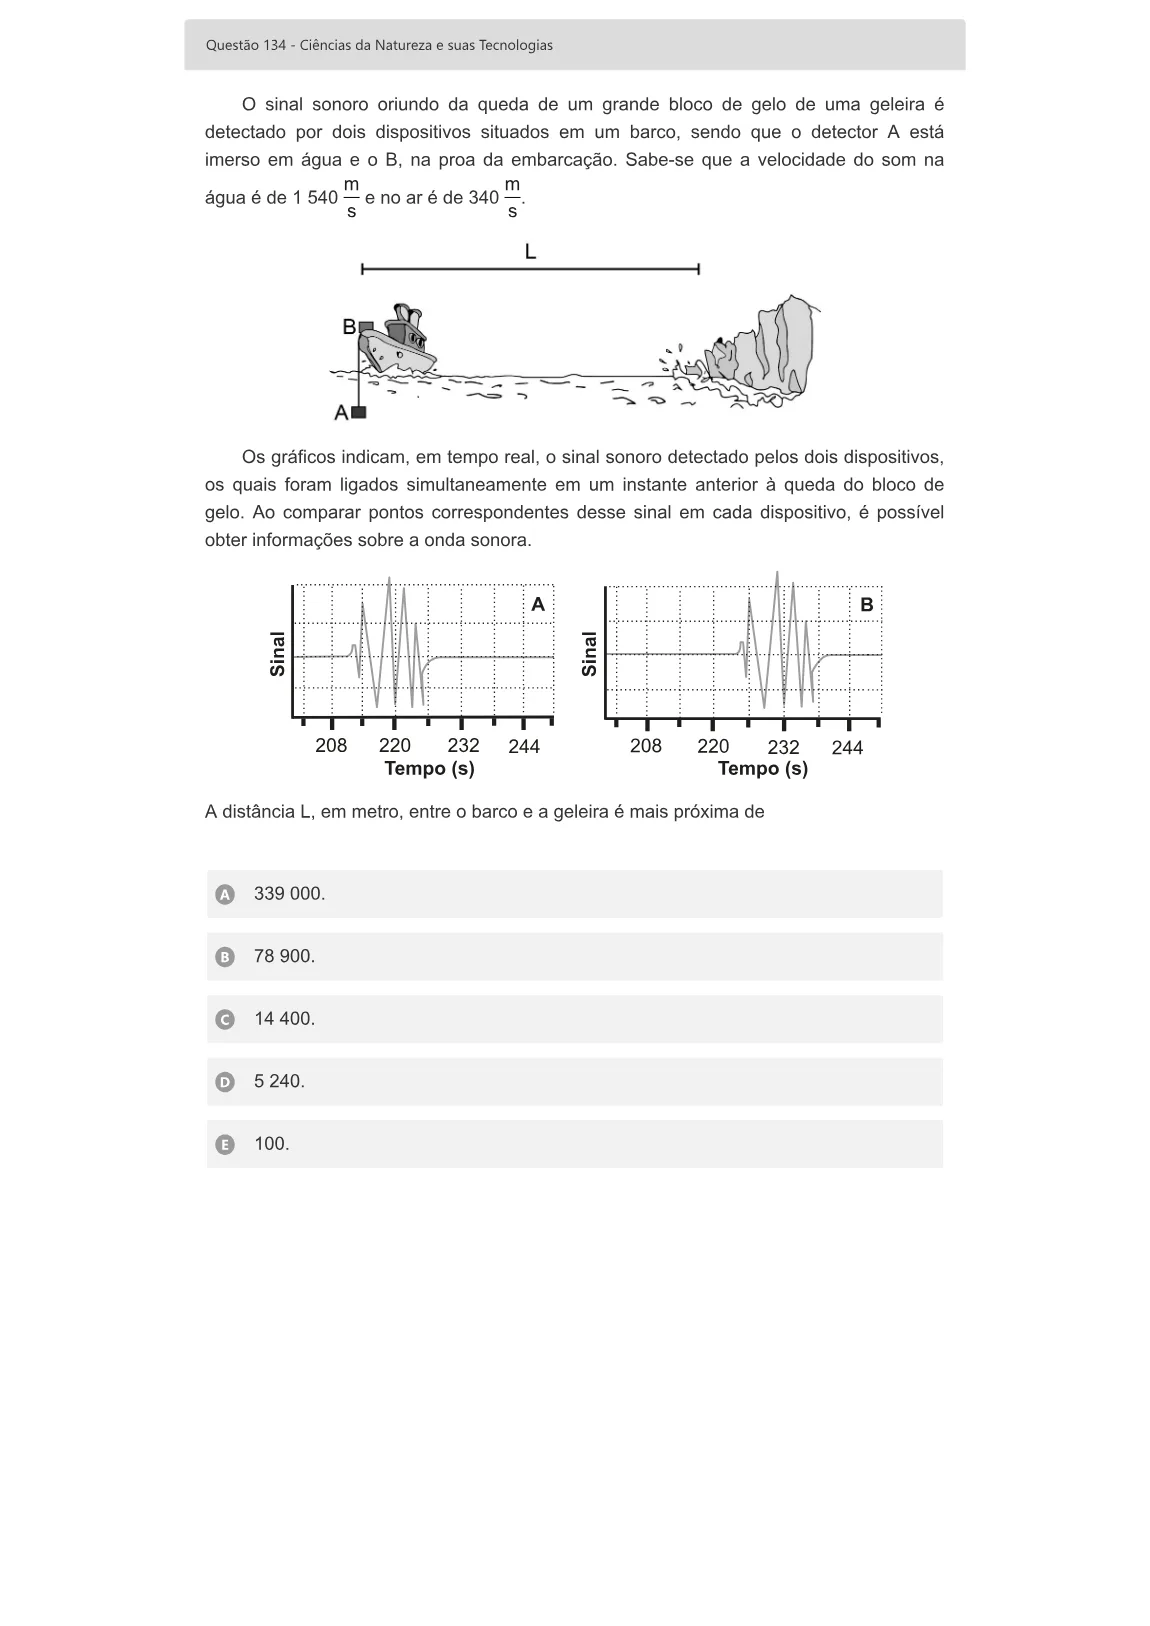 Questão 134 - Ciências da Natureza e suas Tecnologias
O sinal sonoro oriundo da queda de um grande bloco de gelo de uma geleira é
detectado por dois dispositivos situados em um barco, sendo que o detector A está
imerso em água e o B, na proa da embarcação. Sabe-se que a velocidade do som na
água é de 1 540 m/s e no ar é de 340 m/s.
L
B
A
Os gráficos indicam, em tempo real, o sinal sonoro detectado pelos dois dispositivos,
os quais foram ligados simultaneamente em um instante anterior à queda do bloco de
gelo. Ao comparar pontos correspondentes desse sinal em cada dispositivo, é possível
obter informações sobre a onda sonora.
A
Sinal
208 220 232 244
Tempo (s)
B
Sinal
208 220 232 244
Tempo (s)
A distância L, em metro, entre o barco e a geleira é mais próxima de
A 339 000.
B 78 900.
C 14 400.
D 5 240.
E 100.